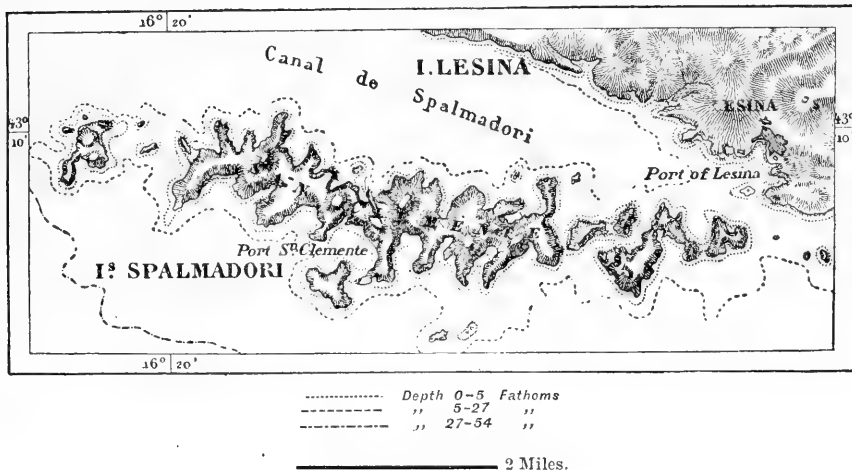 16° 20'
Canal de Spalmadori
I. LESINA
LESINA
43°
10'
43°
10'
Port of Lesina
Port Sn. Clemente
Is. SPALMADORI
16° 20'
Depth 0–5 Fathoms
,, 5–27 ,,
,, 27–54 ,,
2 Miles.